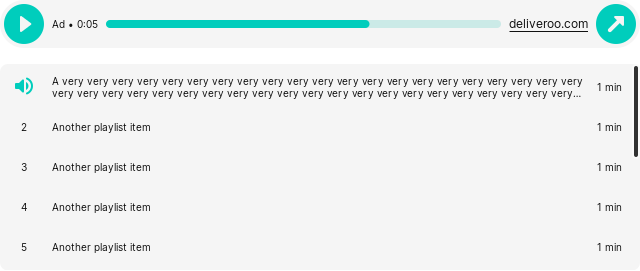 Ad • 0:05
deliveroo.com
A very very very very very very very very very very very very very very very very very very very very very
very very very very very very very very very very very very very very very very very very very very very...
1 min
2 Another playlist item 1 min
3 Another playlist item 1 min
4 Another playlist item 1 min
5 Another playlist item 1 min